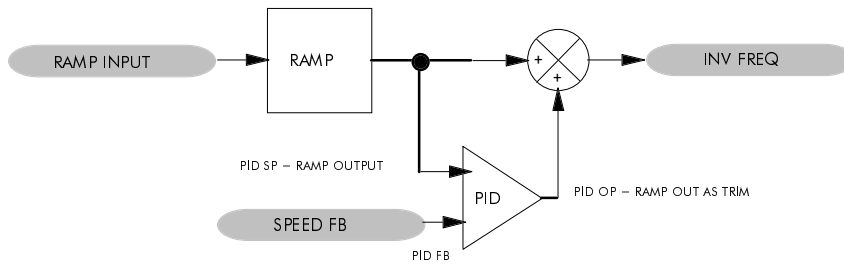 RAMP INPUT
RAMP
+
+
INV FREQ
PID SP – RAMP OUTPUT
PID
PID OP – RAMP OUT AS TRIM
SPEED FB
PID FB